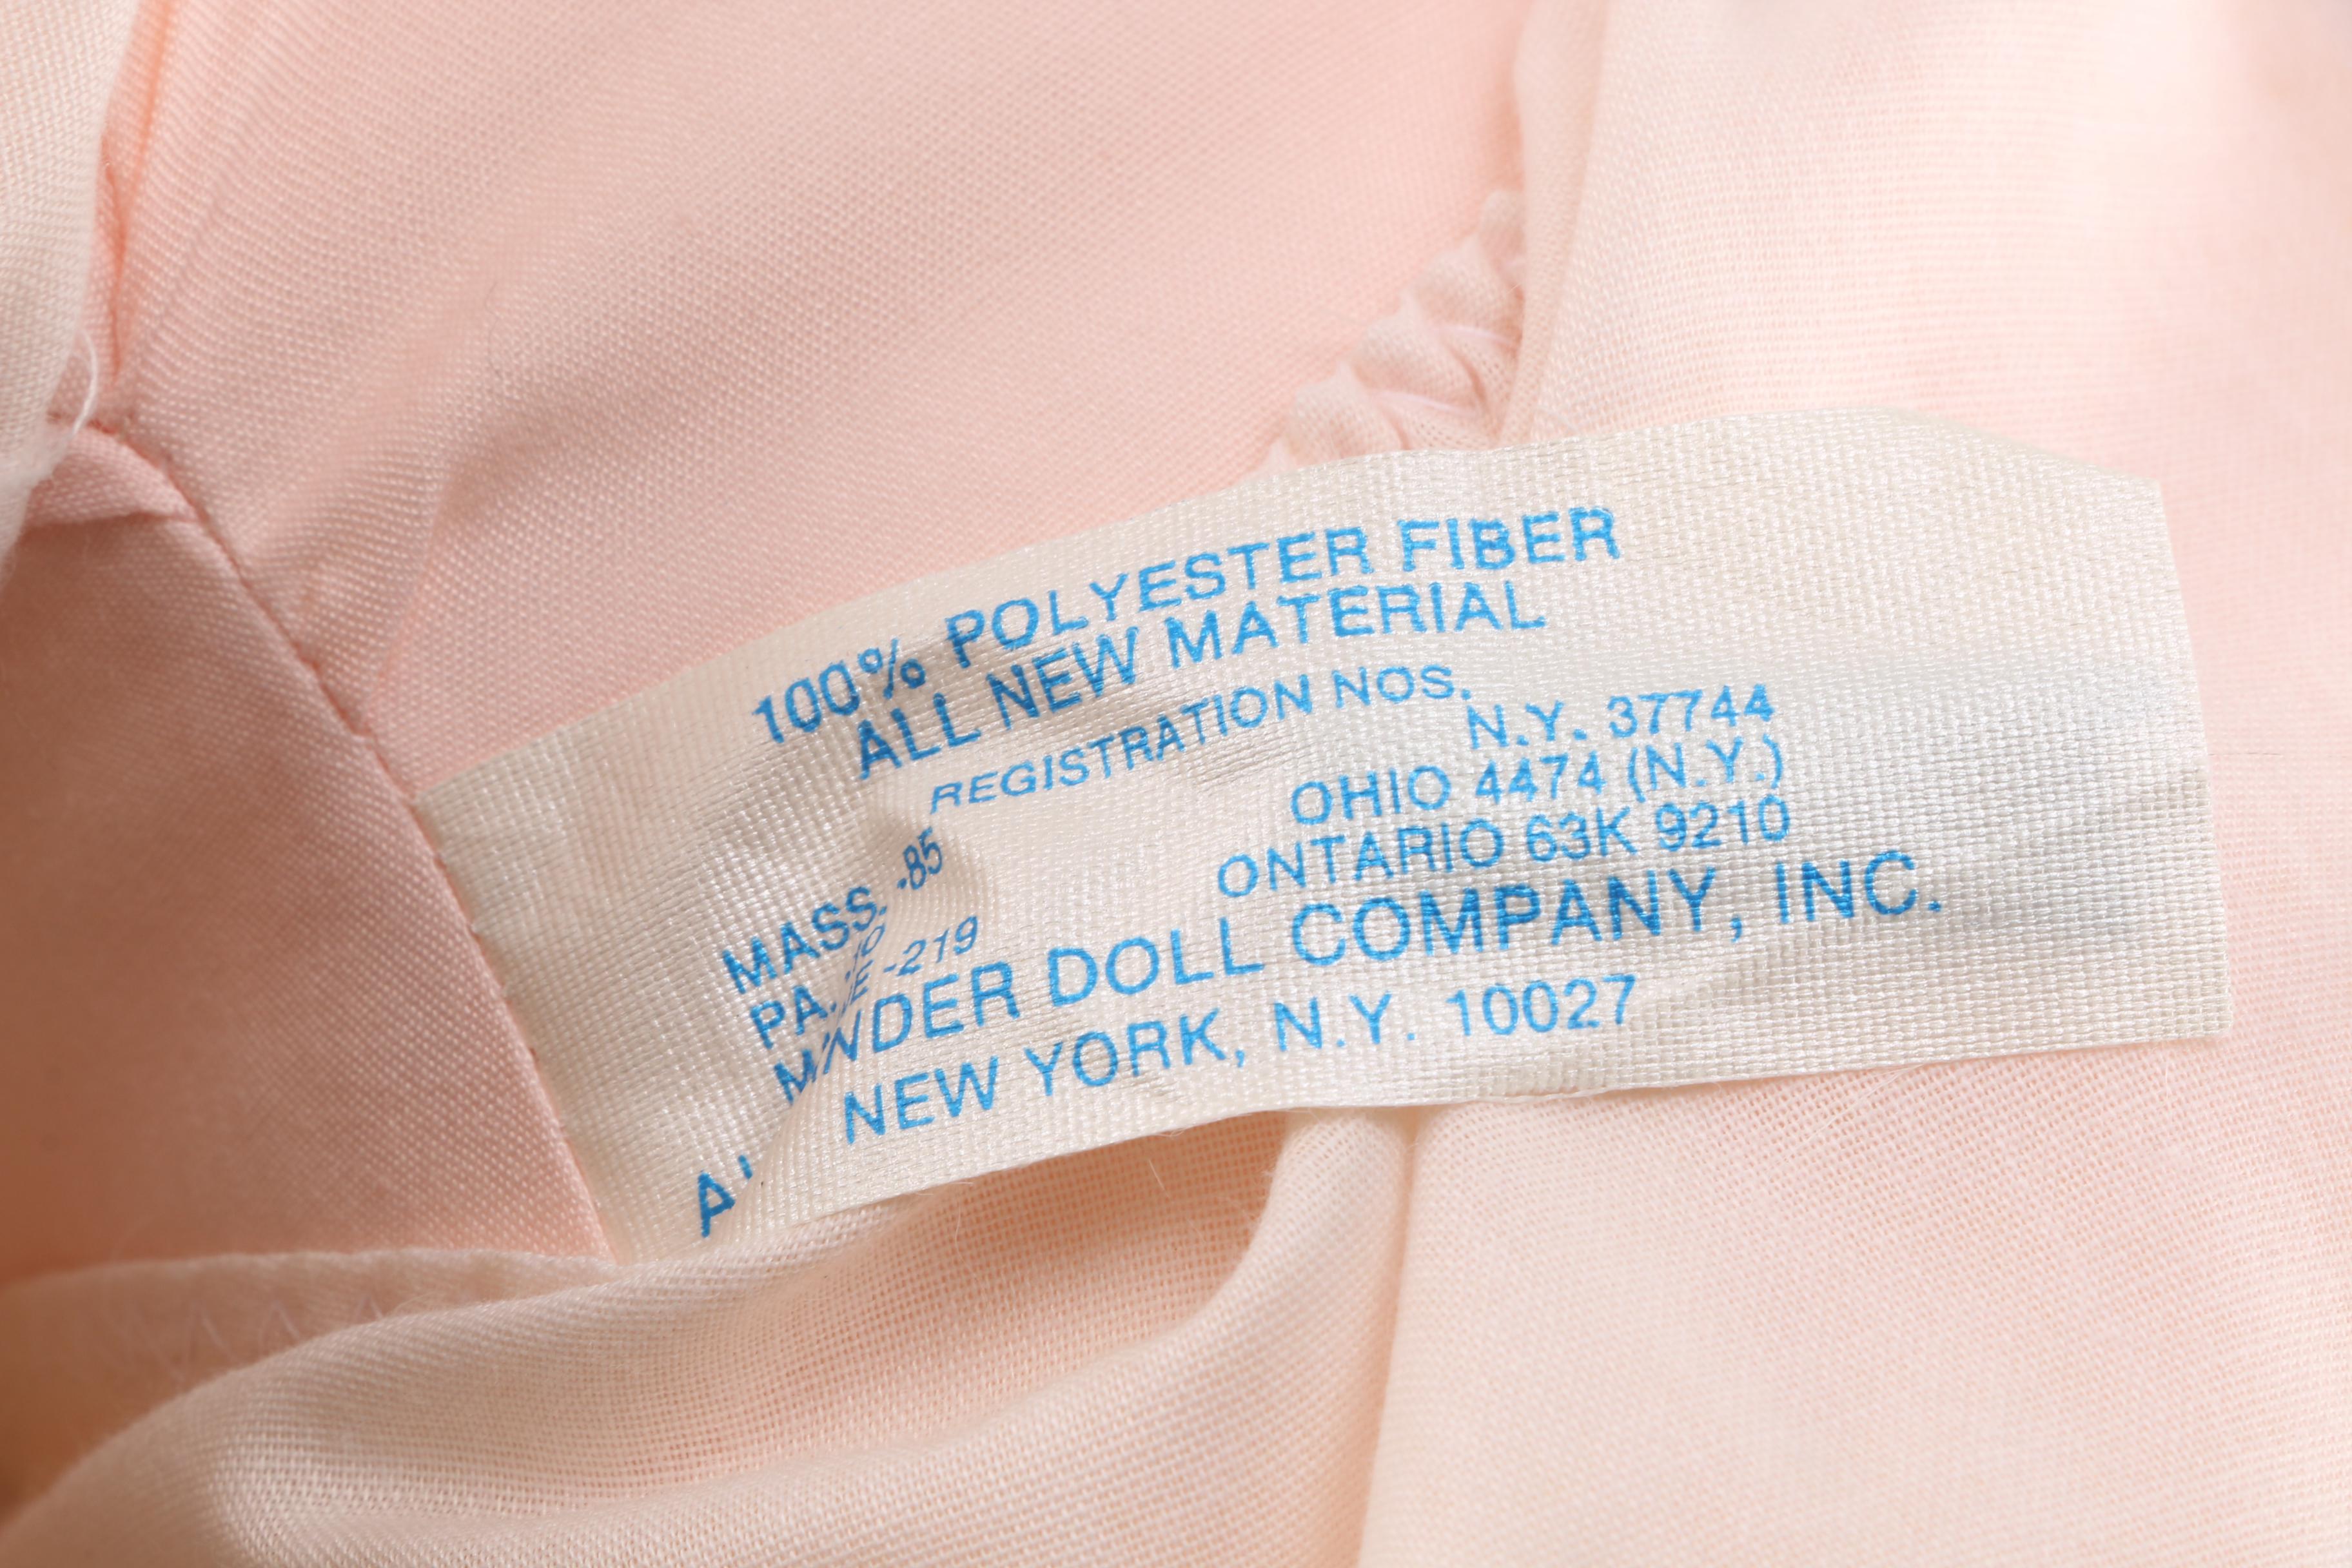 100% POLYESTER FIBER
ALL NEW MATERIAL
REGISTRATION NOS.
N.Y. 37744
MASS. -85 OHIO 4474 (N.Y.)
PA. -219 ONTARIO 63K 9210
DOLL COMPANY, INC.
NEW YORK, N.Y. 10027